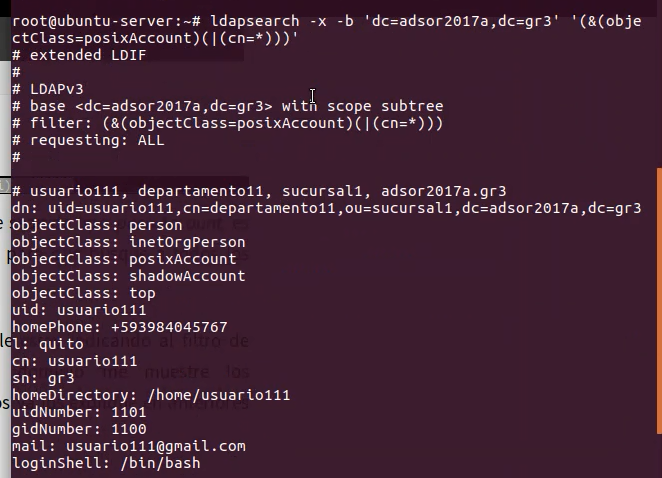 root@ubuntu-server:~# ldapsearch -x -b 'dc=adsor2017a,dc=gr3' '(&(obje
ctClass=posixAccount)(|(cn=*)))'
# extended LDIF
#
# LDAPv3
# base <dc=adsor2017a,dc=gr3> with scope subtree
# filter: (&(objectClass=posixAccount)(|(cn=*)))
# requesting: ALL
#
# usuario111, departamento11, sucursal1, adsor2017a.gr3
dn: uid=usuario111,cn=departamento11,ou=sucursal1,dc=adsor2017a,dc=gr3
objectClass: person
objectClass: inetOrgPerson
objectClass: posixAccount
objectClass: shadowAccount
objectClass: top
uid: usuario111
homePhone: +593984045767
l: quito
cn: usuario111
sn: gr3
homeDirectory: /home/usuario111
uidNumber: 1101
gidNumber: 1100
mail: usuario111@gmail.com
loginShell: /bin/bash